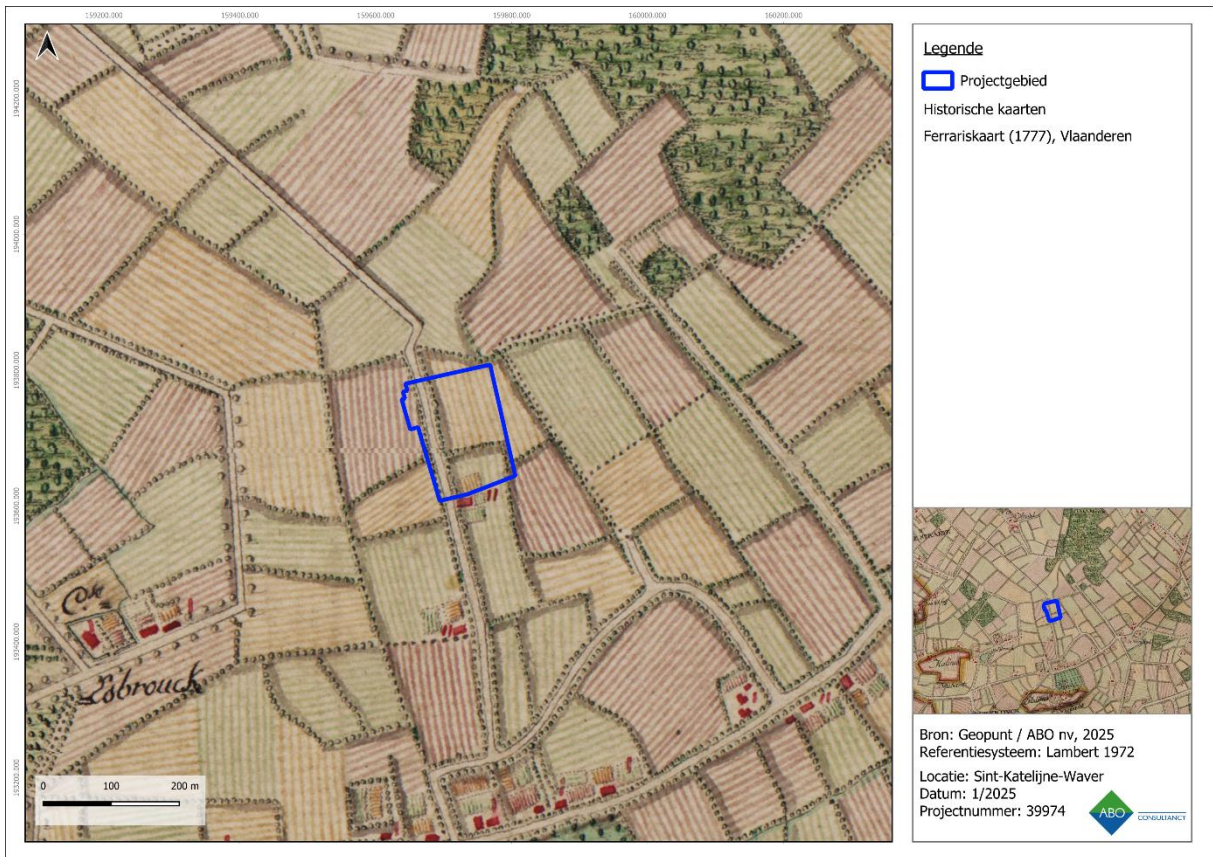 159200.000
159400.000
159600.000
159800.000
160000.000
160200.000
194200.000
194000.000
193800.000
193600.000
193400.000
193200.000
Losbrouck
0 100 200 m
Legende
Projectgebied
Historische kaarten
Ferrariskaart (1777), Vlaanderen
Bron: Geopunt / ABO nv, 2025
Referentiesysteem: Lambert 1972
Locatie: Sint-Katelijne-Waver
Datum: 1/2025
Projectnummer: 39974
ABO CONSULTANCY